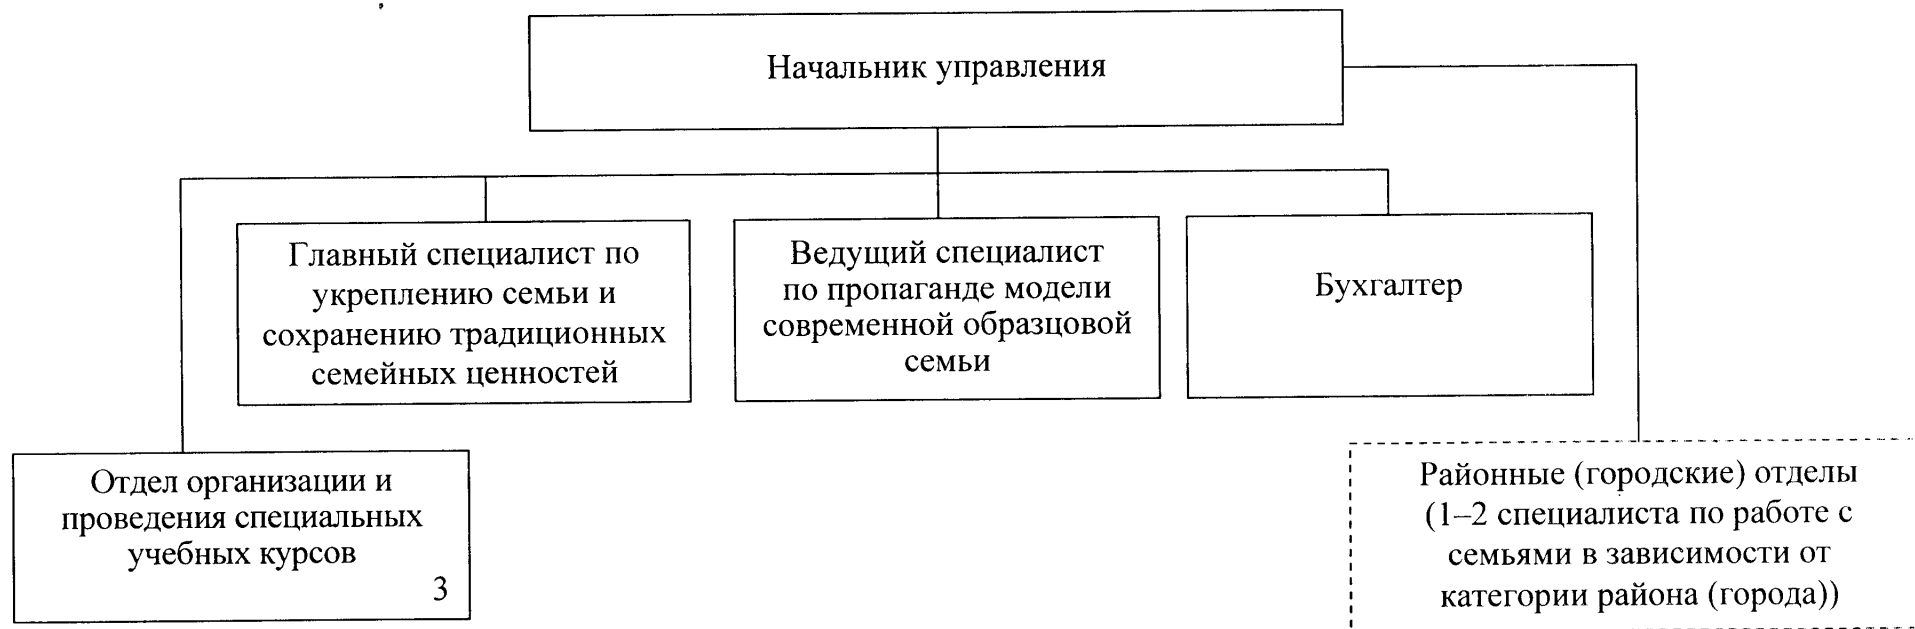 Начальник управления
Главный специалист по
укреплению семьи и
сохранению традиционных
семейных ценностей
Ведущий специалист
по пропаганде модели
современной образцовой
семьи
Бухгалтер
Отдел организации и
проведения специальных
учебных курсов
3
Районные (городские) отделы
(1–2 специалиста по работе с
семьями в зависимости от
категории района (города))